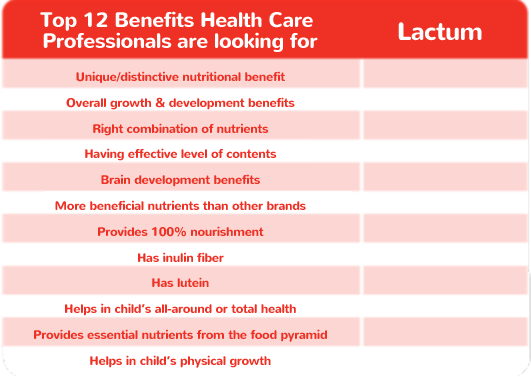 Top 12 Benefits Health Care
Professionals are looking for
Lactum
Unique/distinctive nutritional benefit
Overall growth & development benefits
Right combination of nutrients
Having effective level of contents
Brain development benefits
More beneficial nutrients than other brands
Provides 100% nourishment
Has inulin fiber
Has lutein
Helps in child's all-around or total health
Provides essential nutrients from the food pyramid
Helps in child's physical growth